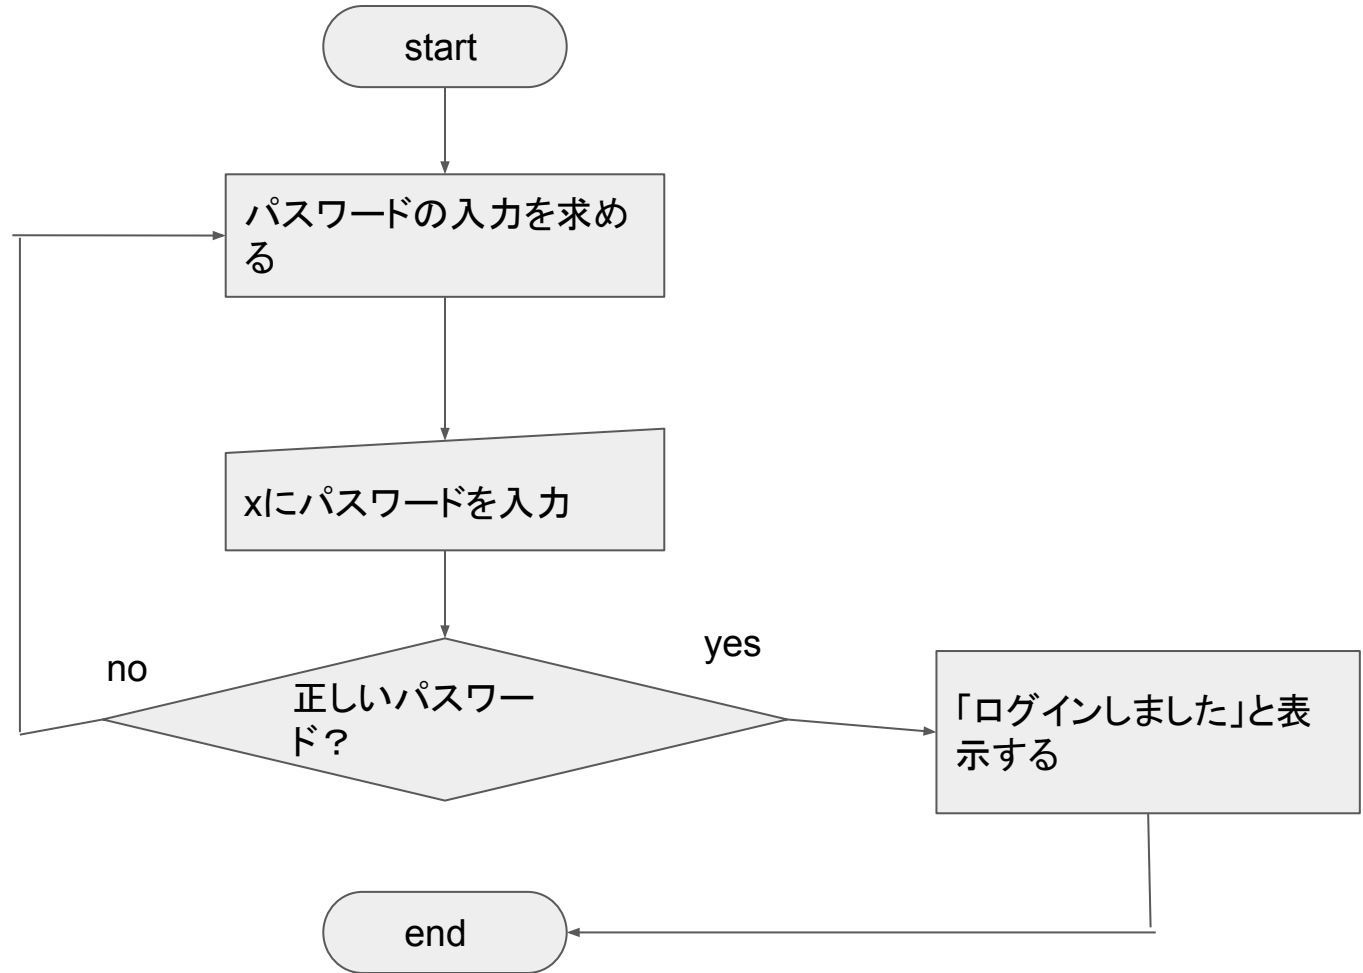 start
パスワードの入力を求め
る
xにパスワードを入力
no
yes
正しいパスワー
ド？
「ログインしました」と表
示する
end